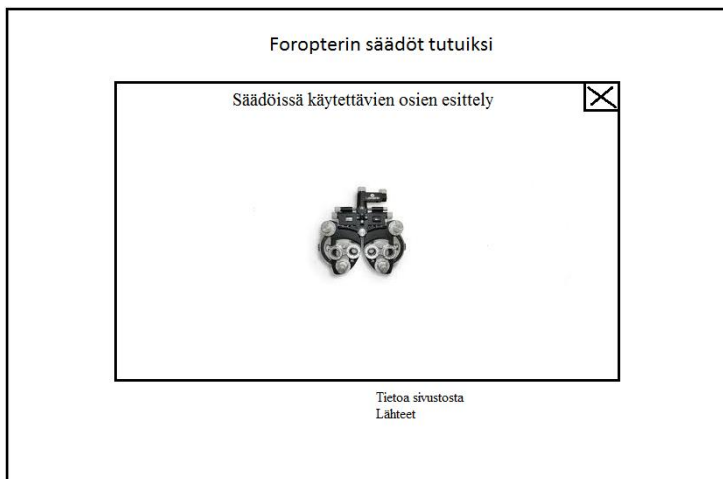 Foropterin säädöt tutuiksi
Säädöissä käytettävien osien esittely
Tietoa sivustosta
Lähteet